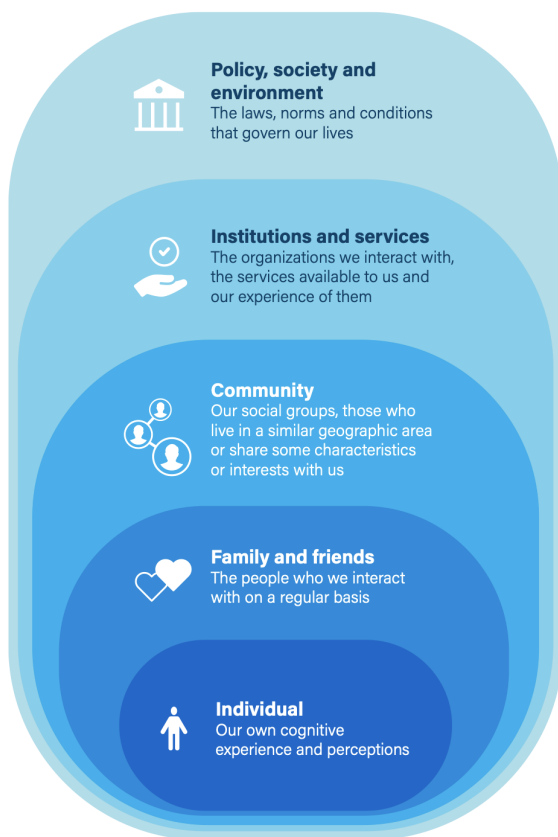 Policy, society and
environment
The laws, norms and conditions
that govern our lives
Institutions and services
The organizations we interact with,
the services available to us and
our experience of them
Community
Our social groups, those who
live in a similar geographic area
or share some characteristics
or interests with us
Family and friends
The people who we interact
with on a regular basis
Individual
Our own cognitive
experience and perceptions